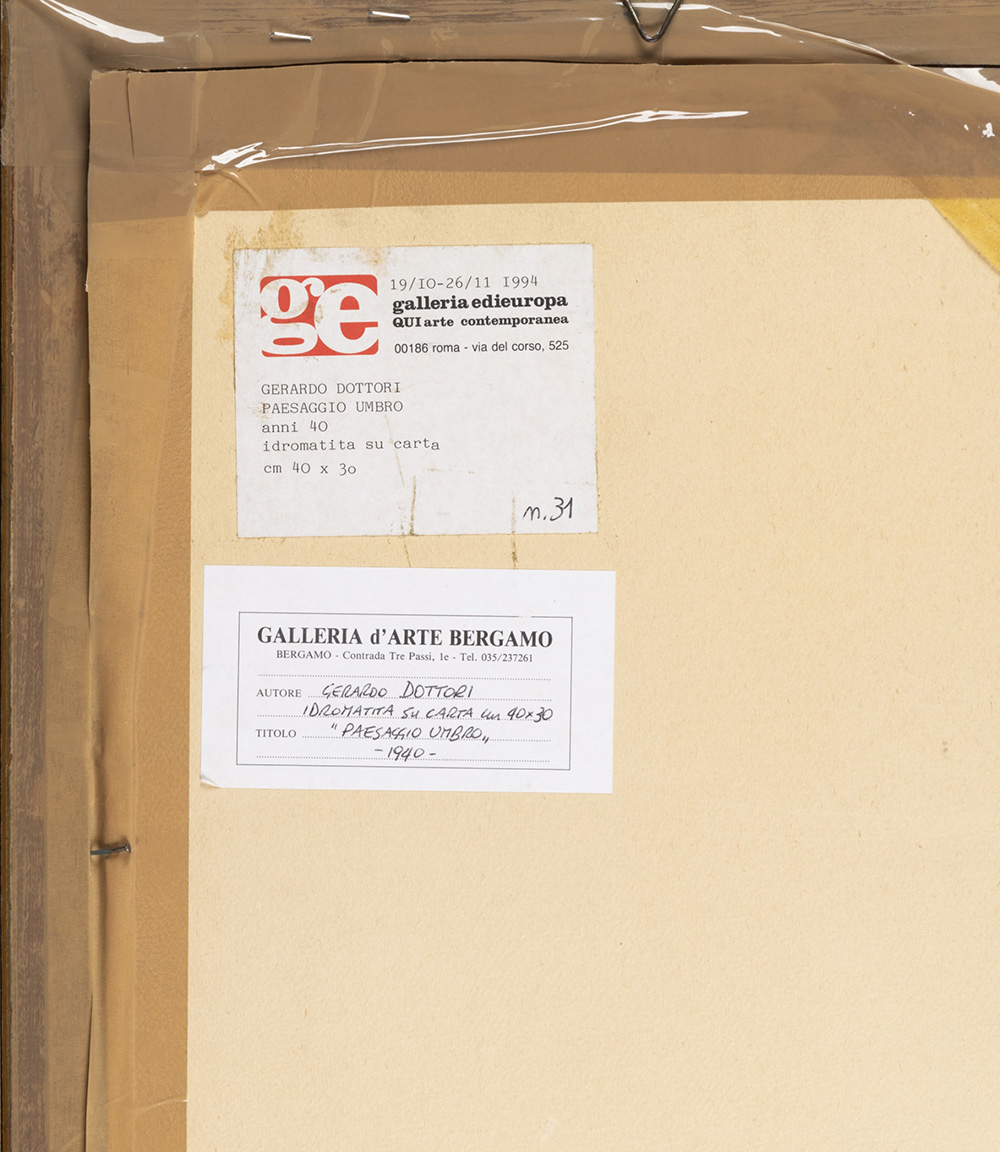 ge
19/IO-26/11 I994
galleria edieuropa
QUI arte contemporanea
00186 roma - via del corso, 525
GERARDO DOTTORI
PAESAGGIO UMBRO
anni 40
idromatita su carta
cm 40 x 30
n.31
GALLERIA d'ARTE BERGAMO
BERGAMO - Contrada Tre Passi, 1e - Tel. 035/237261
AUTORE GERARDO DOTTORI
IDROMATITA SU CARTA cm 40x30
TITOLO "PAESAGGIO UMBRO„
-1940-